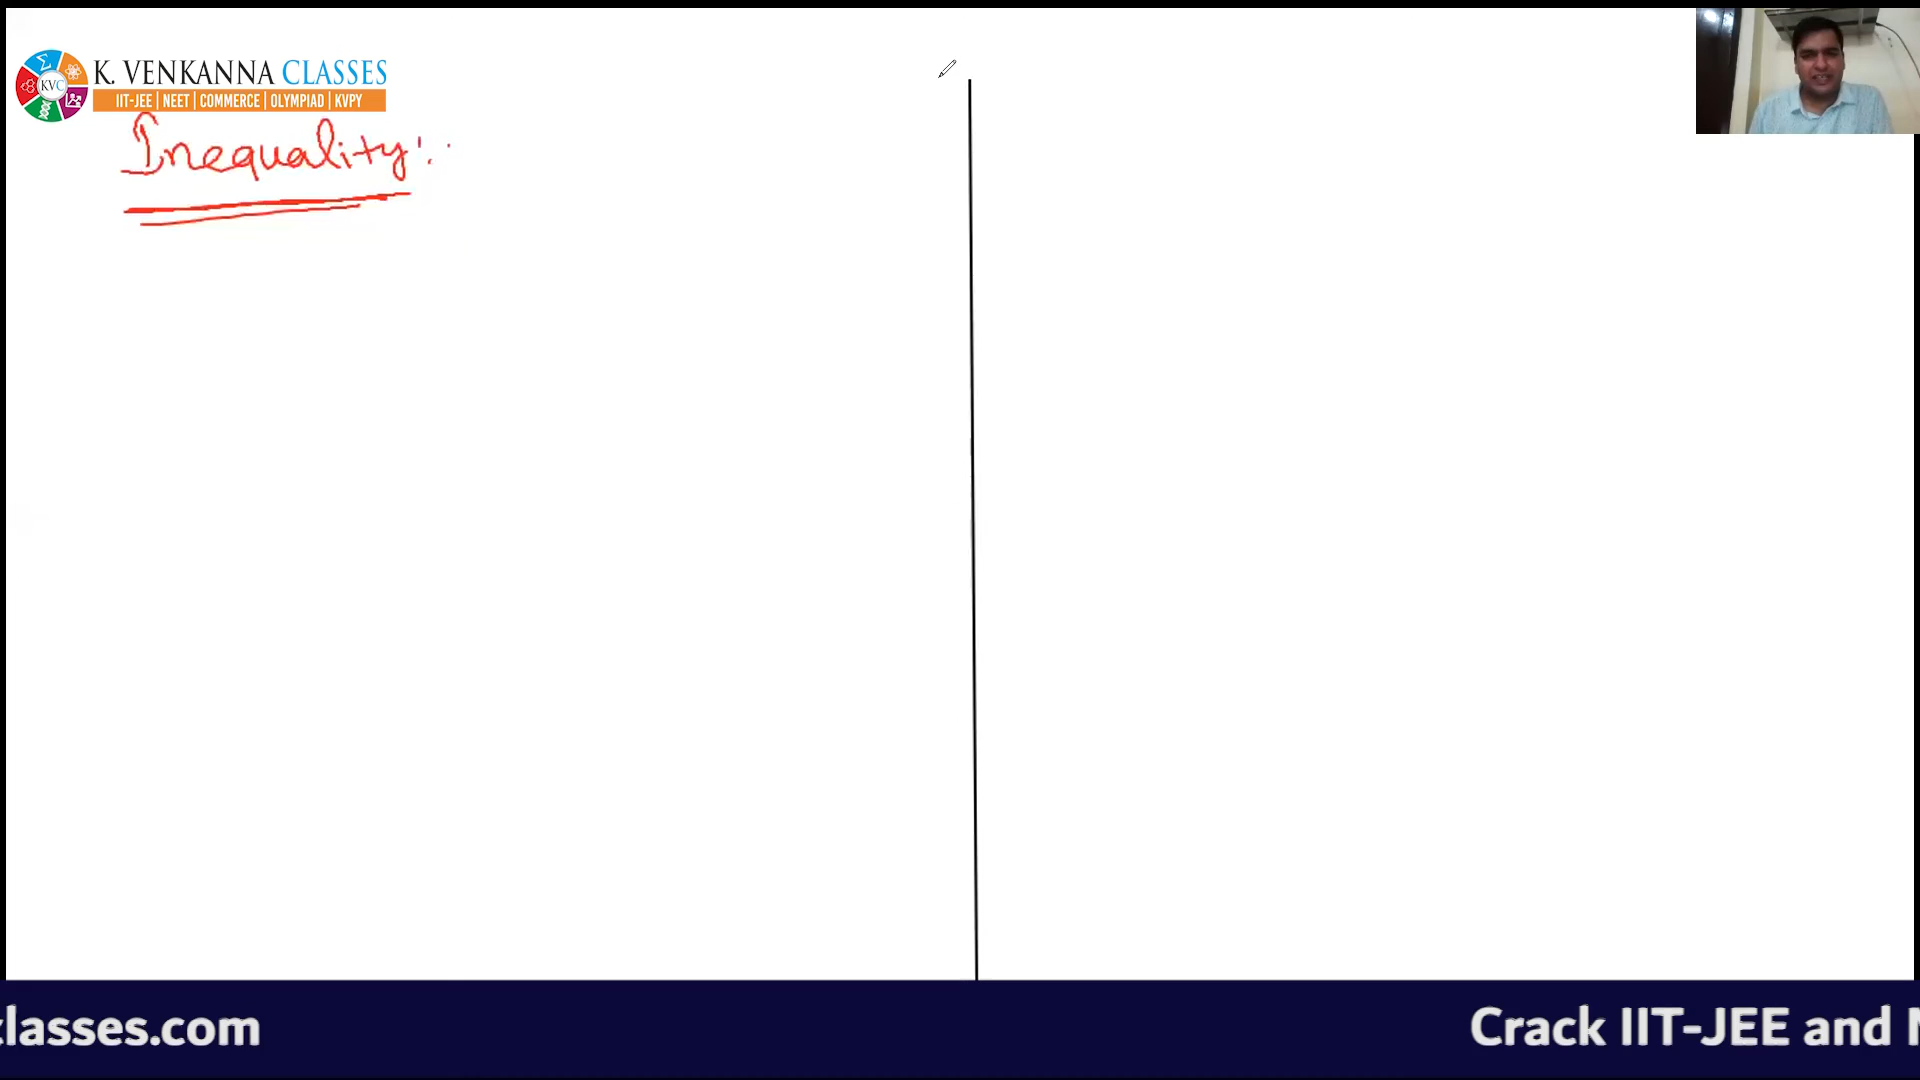 KVC
K. VENKANNA CLASSES
IIT-JEE | NEET | COMMERCE | OLYMPIAD | KVPY
Inequality:-
classes.com
Crack IIT-JEE and